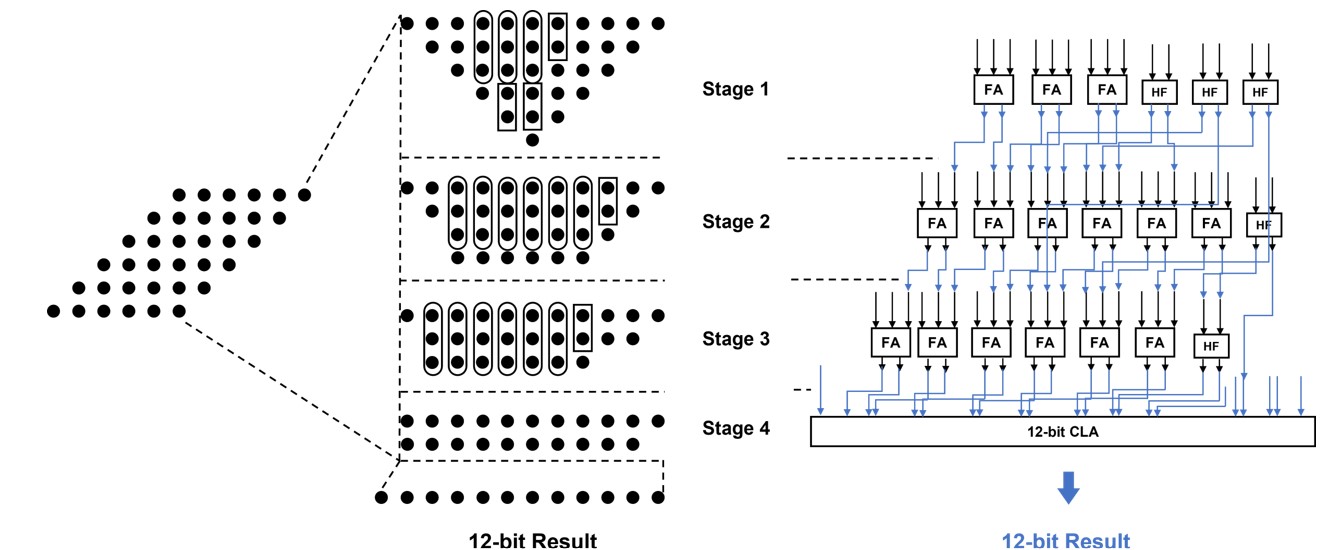 Stage 1
FA FA FA HF HF HF
Stage 2
FA FA FA FA FA FA HF
Stage 3
FA FA FA FA FA FA HF
Stage 4
12-bit CLA
12-bit Result
12-bit Result